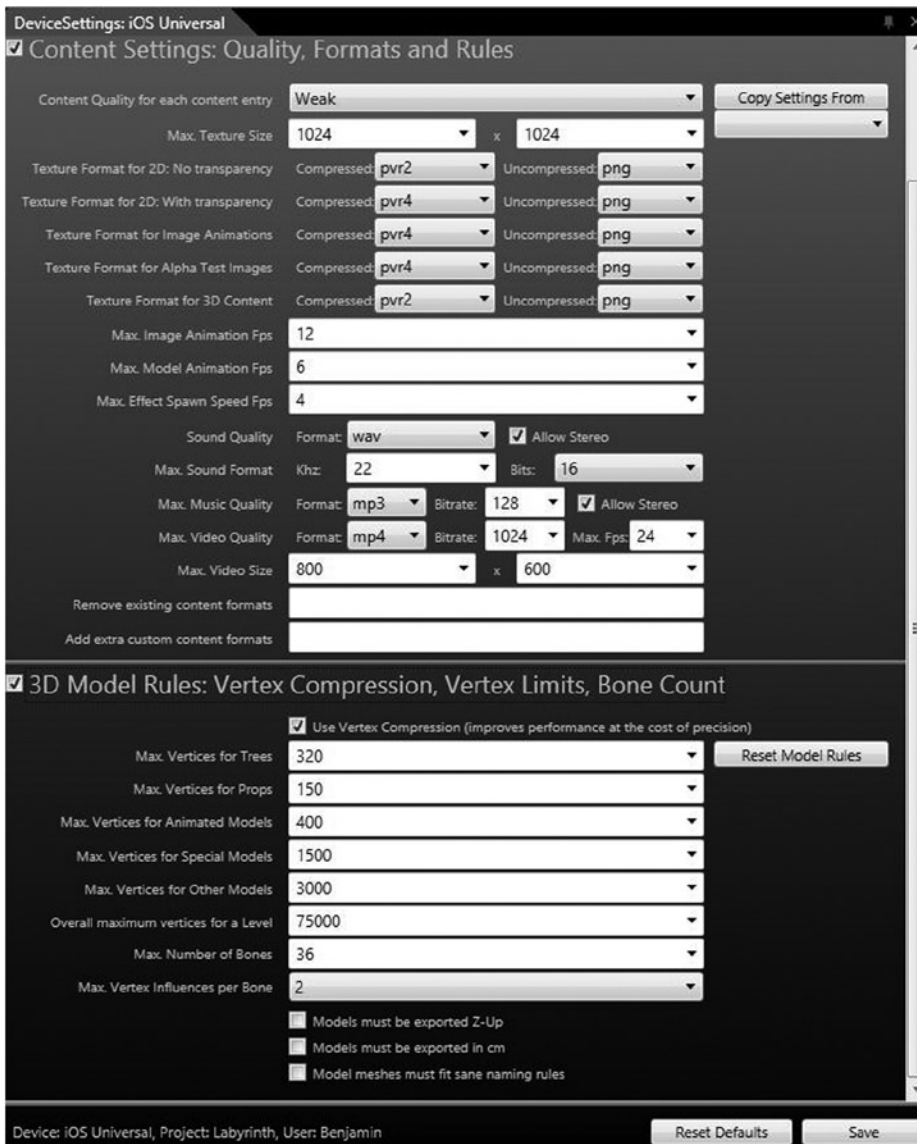 DeviceSettings: iOS Universal
Content Settings: Quality, Formats and Rules
Content Quality for each content entry Weak Copy Settings From
Max. Texture Size 1024 x 1024
Texture Format for 2D: No transparency Compressed: pvr2 Uncompressed: png
Texture Format for 2D: With transparency Compressed: pvr4 Uncompressed: png
Texture Format for Image Animations Compressed: pvr4 Uncompressed: png
Texture Format for Alpha Test Images Compressed: pvr4 Uncompressed: png
Texture Format for 3D Content Compressed: pvr2 Uncompressed: png
Max. Image Animation Fps 12
Max. Model Animation Fps 6
Max. Effect Spawn Speed Fps 4
Sound Quality Format: wav Allow Stereo
Max. Sound Format Khz: 22 Bits: 16
Max. Music Quality Format: mp3 Bitrate: 128 Allow Stereo
Max. Video Quality Format: mp4 Bitrate: 1024 Max. Fps: 24
Max. Video Size 800 x 600
Remove existing content formats
Add extra custom content formats
3D Model Rules: Vertex Compression, Vertex Limits, Bone Count
Use Vertex Compression (improves performance at the cost of precision)
Max. Vertices for Trees 320 Reset Model Rules
Max. Vertices for Props 150
Max. Vertices for Animated Models 400
Max. Vertices for Special Models 1500
Max. Vertices for Other Models 3000
Overall maximum vertices for a Level 75000
Max. Number of Bones 36
Max. Vertex Influences per Bone 2
Models must be exported Z-Up
Models must be exported in cm
Model meshes must fit sane naming rules
Device: iOS Universal, Project: Labyrinth, User: Benjamin Reset Defaults Save